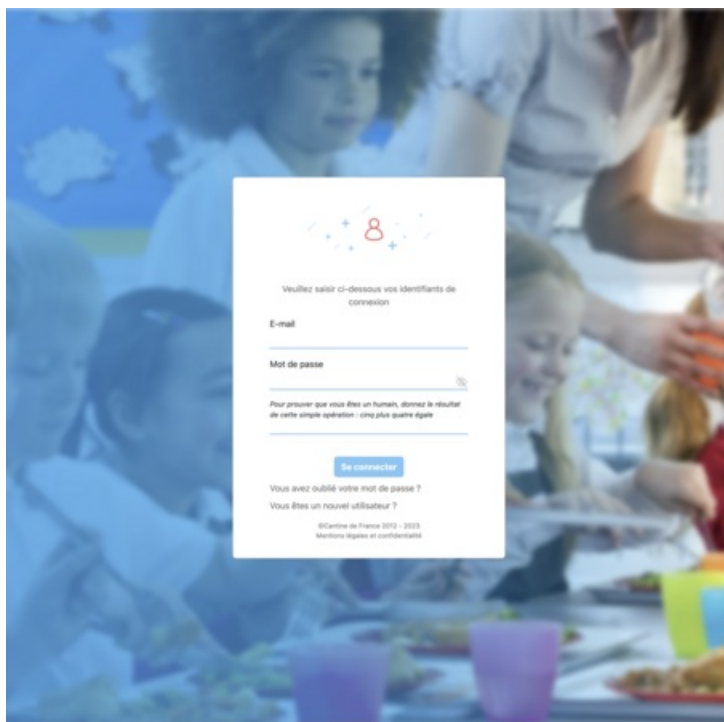 Veuillez saisir ci-dessous vos identifiants de
connexion
E-mail
Mot de passe
Pour prouver que vous êtes un humain, donnez le résultat
de cette simple opération : cinq plus quatre égale
Se connecter
Vous avez oublié votre mot de passe ?
Vous êtes un nouvel utilisateur ?
©Cantine de France 2012 - 2023
Mentions légales et confidentialité